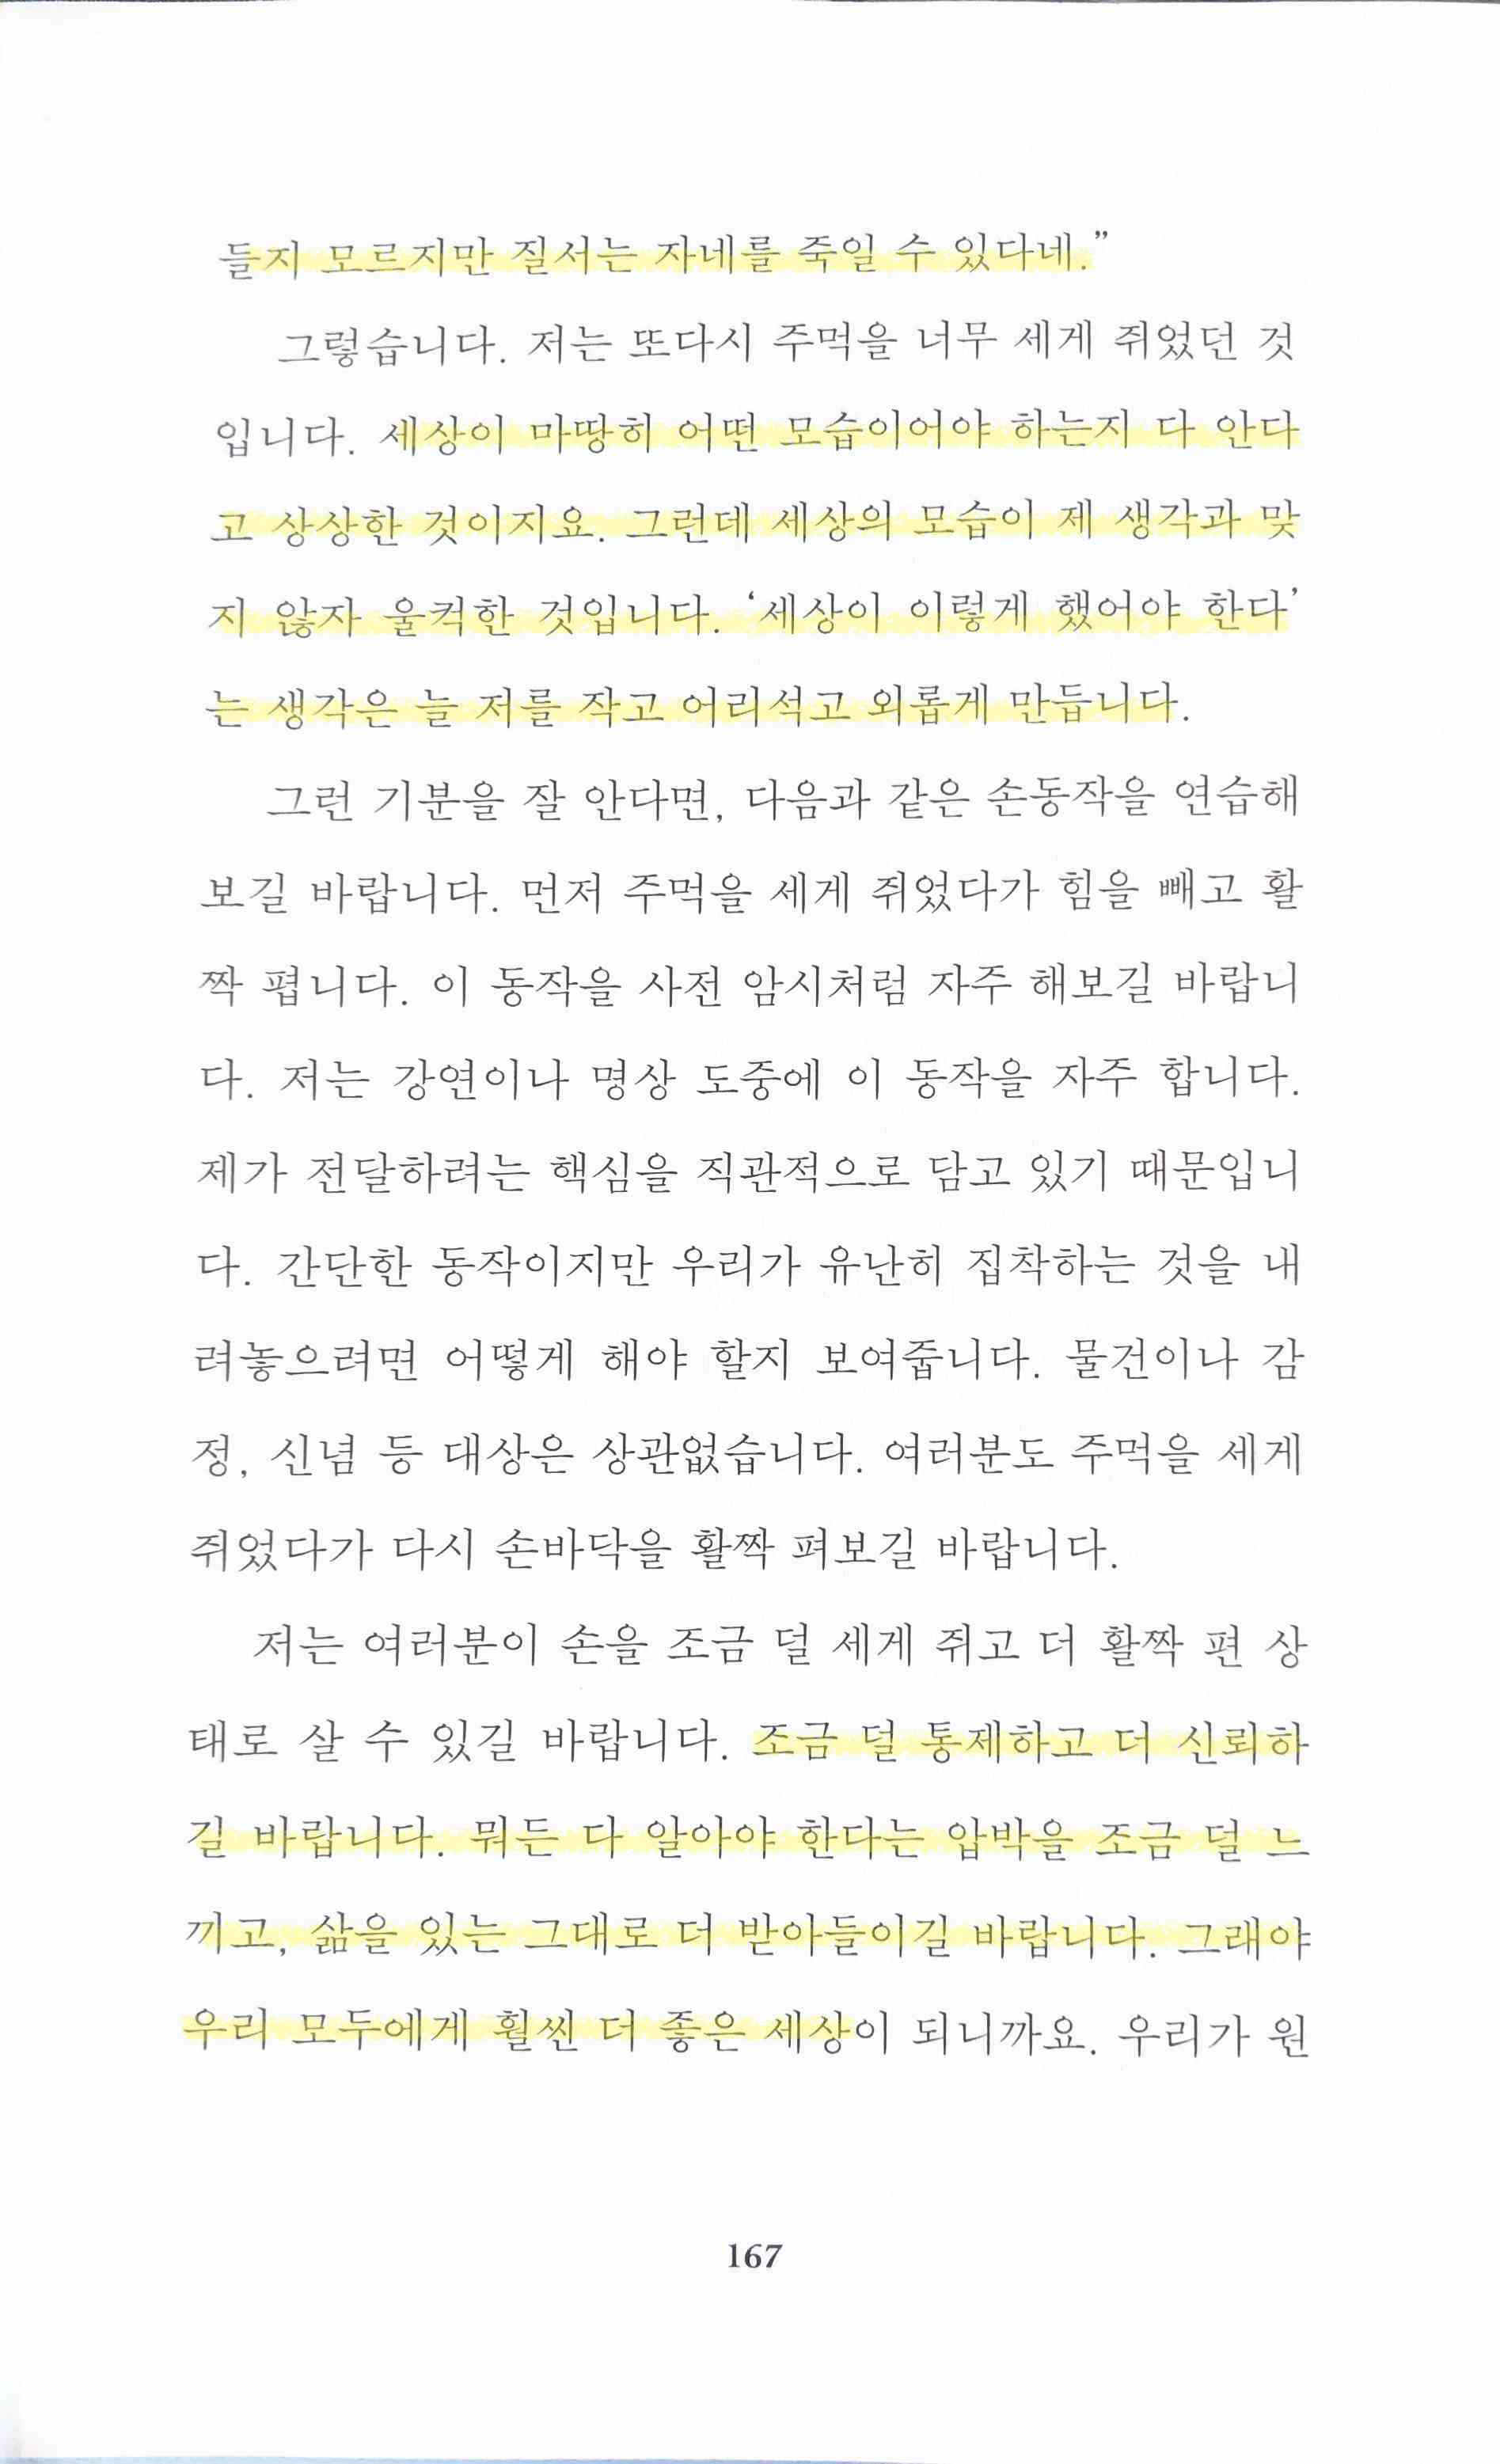 들지 모르지만 질서는 자네를 죽일 수 있다네.”
그렇습니다. 저는 또다시 주먹을 너무 세게 쥐었던 것
입니다. 세상이 마땅히 어떤 모습이어야 하는지 다 안다
고 상상한 것이지요. 그런데 세상의 모습이 제 생각과 맞
지 않자 울컥한 것입니다. ‘세상이 이렇게 했어야 한다’
는 생각은 늘 저를 작고 어리석고 외롭게 만듭니다.
그런 기분을 잘 안다면, 다음과 같은 손동작을 연습해
보길 바랍니다. 먼저 주먹을 세게 쥐었다가 힘을 빼고 활
짝 폅니다. 이 동작을 사전 암시처럼 자주 해보길 바랍니
다. 저는 강연이나 명상 도중에 이 동작을 자주 합니다.
제가 전달하려는 핵심을 직관적으로 담고 있기 때문입니
다. 간단한 동작이지만 우리가 유난히 집착하는 것을 내
려놓으려면 어떻게 해야 할지 보여줍니다. 물건이나 감
정, 신념 등 대상은 상관없습니다. 여러분도 주먹을 세게
쥐었다가 다시 손바닥을 활짝 펴보길 바랍니다.
저는 여러분이 손을 조금 덜 세게 쥐고 더 활짝 편 상
태로 살 수 있길 바랍니다. 조금 덜 통제하고 더 신뢰하
길 바랍니다. 뭐든 다 알아야 한다는 압박을 조금 덜 느
끼고, 삶을 있는 그대로 더 받아들이길 바랍니다. 그래야
우리 모두에게 훨씬 더 좋은 세상이 되니까요. 우리가 원
167